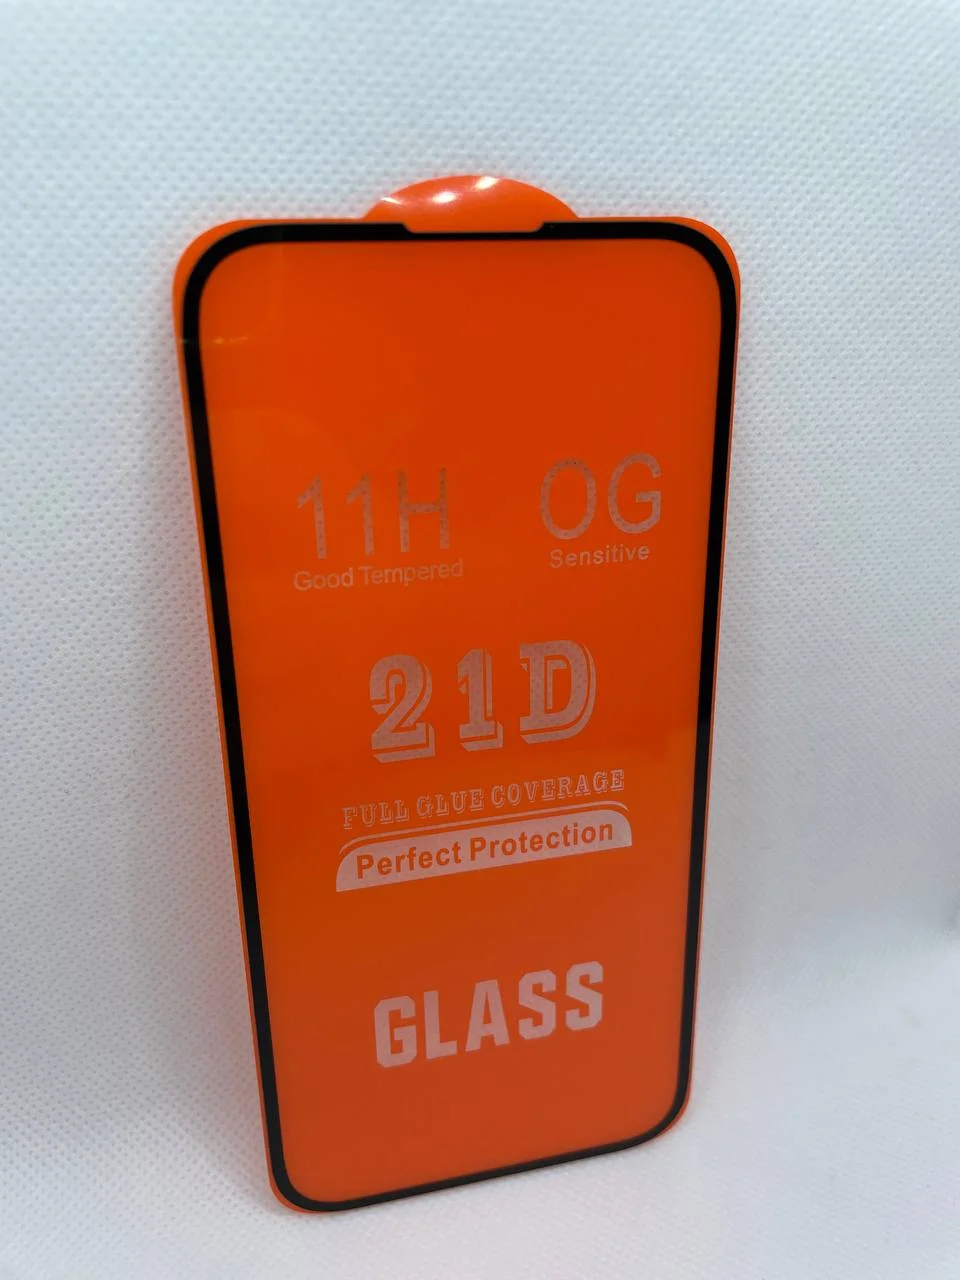 11H OG
Good Tempered Sensitive
21D
FULL GLUE COVERAGE
Perfect Protection
GLASS